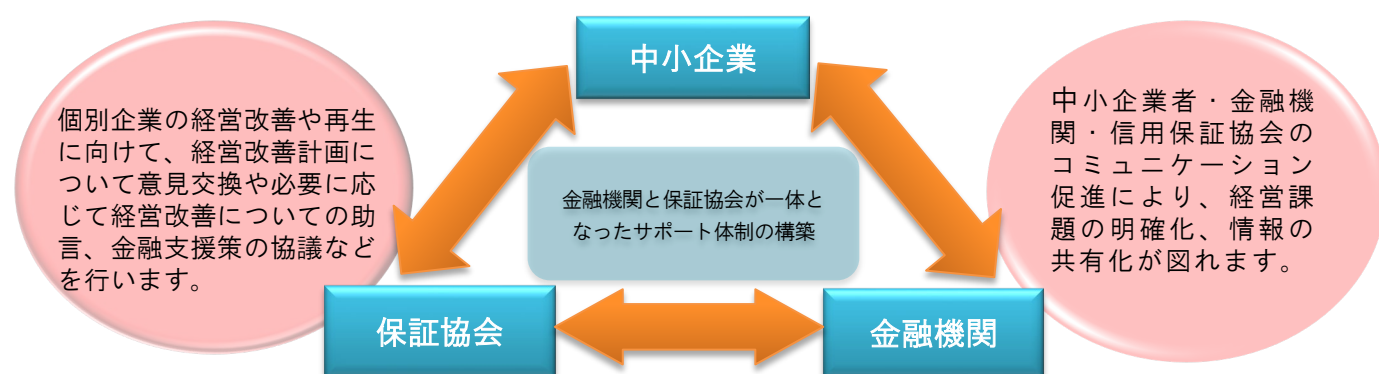 中小企業
個別企業の経営改善や再生
に向けて、経営改善計画に
ついて意見交換や必要に応
じて経営改善についての助
言、金融支援策の協議など
を行います。
金融機関と保証協会が一体と
なったサポート体制の構築
中小企業者・金融機
関・信用保証協会の
コミュニケーション
促進により、経営課
題の明確化、情報の
共有化が図れます。
保証協会
金融機関